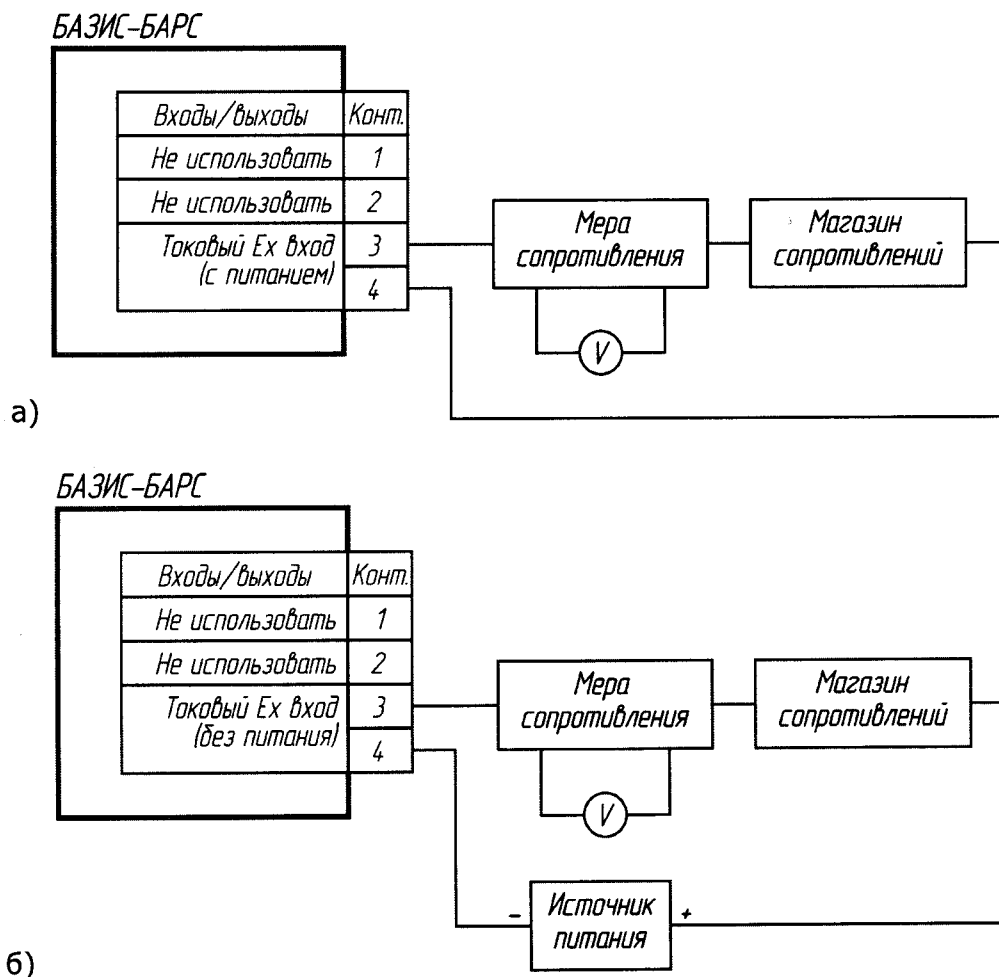 БАЗИС-БАРС
Входы/выходы Конт.
Не использовать 1
Не использовать 2
Токовый Ex вход 3
(с питанием)
4
Мера
сопротивления
Магазин
сопротивлений
V
а)
БАЗИС-БАРС
Входы/выходы Конт.
Не использовать 1
Не использовать 2
Токовый Ex вход 3
(без питания)
4
Мера
сопротивления
Магазин
сопротивлений
V
- Источник +
питания
б)